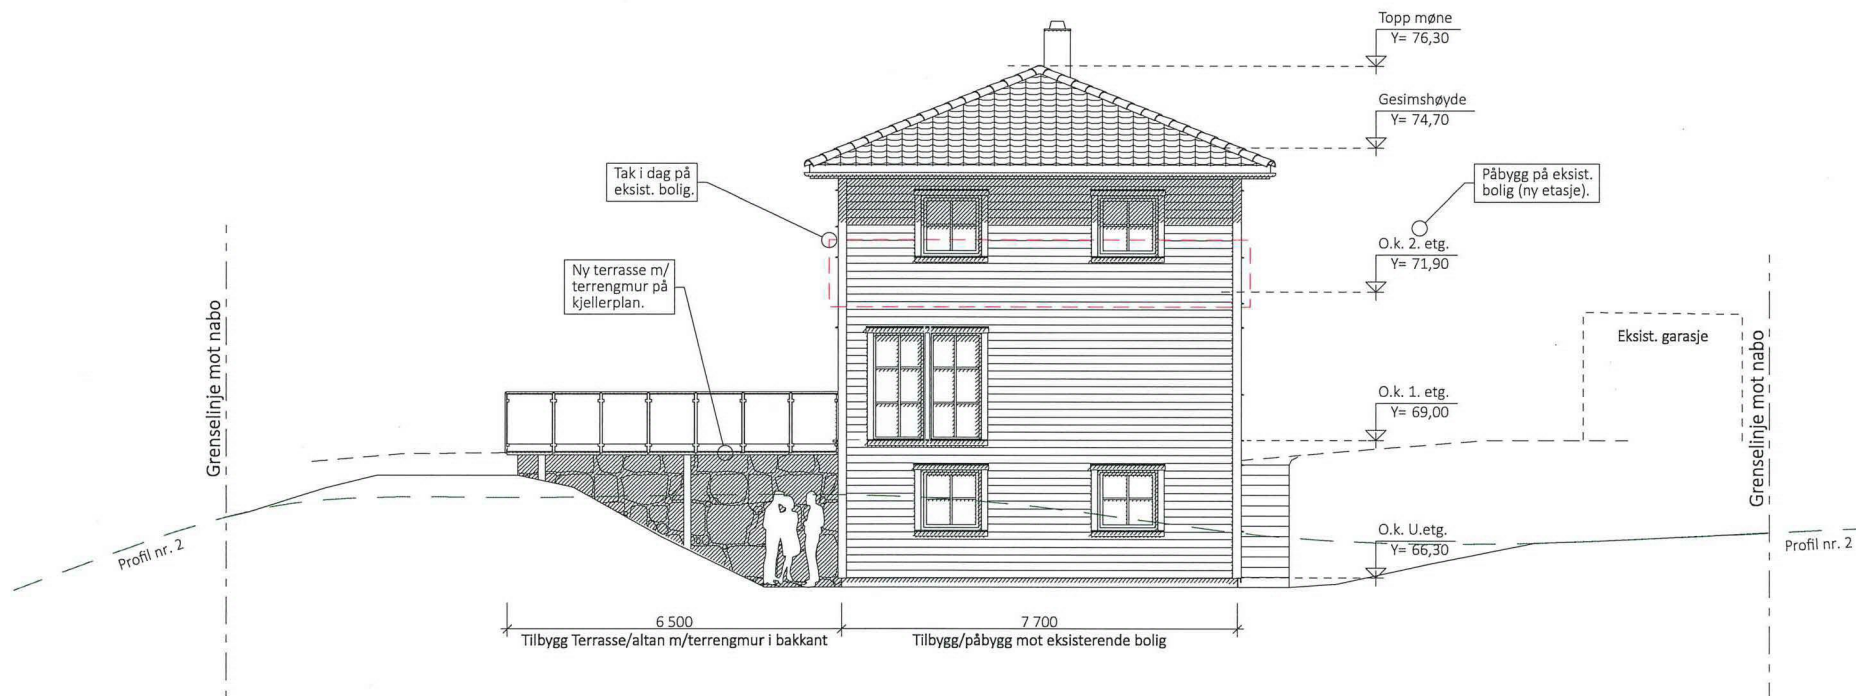 Topp møne
Y= 76,30
Gesimshøyde
Y= 74,70
Tak i dag på
eksist. bolig.
Påbygg på eksist.
bolig (ny etasje).
O.k. 2. etg.
Y= 71,90
Ny terrasse m/
terrengmur på
kjellerplan.
Grenselinje mot nabo
Eksist. garasje
Grenselinje mot nabo
O.k. 1. etg.
Y= 69,00
O.k. U.etg.
Y= 66,30
Profil nr. 2
Profil nr. 2
6 500
7 700
Tilbygg Terrasse/altan m/terrengmur i bakkant
Tilbygg/påbygg mot eksisterende bolig